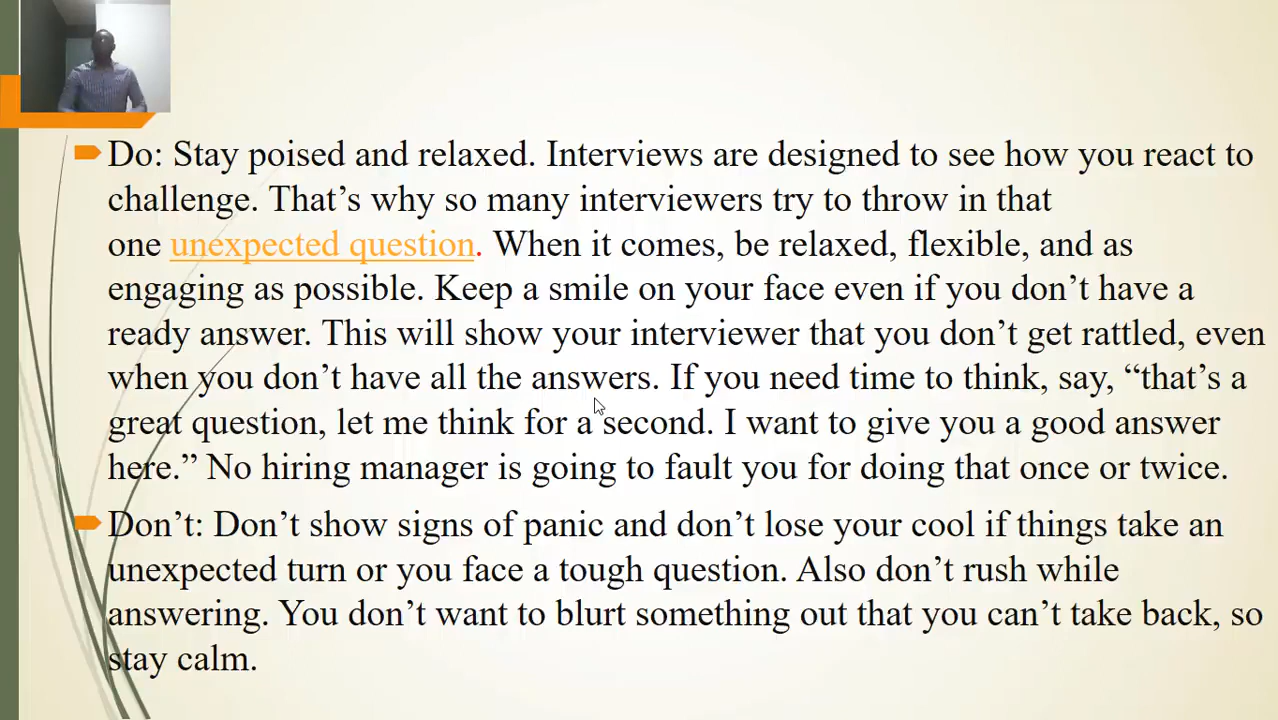 Do: Stay poised and relaxed. Interviews are designed to see how you react to
challenge. That’s why so many interviewers try to throw in that
one unexpected question. When it comes, be relaxed, flexible, and as
engaging as possible. Keep a smile on your face even if you don’t have a
ready answer. This will show your interviewer that you don’t get rattled, even
when you don’t have all the answers. If you need time to think, say, “that’s a
great question, let me think for a second. I want to give you a good answer
here.” No hiring manager is going to fault you for doing that once or twice.
Don’t: Don’t show signs of panic and don’t lose your cool if things take an
unexpected turn or you face a tough question. Also don’t rush while
answering. You don’t want to blurt something out that you can’t take back, so
stay calm.